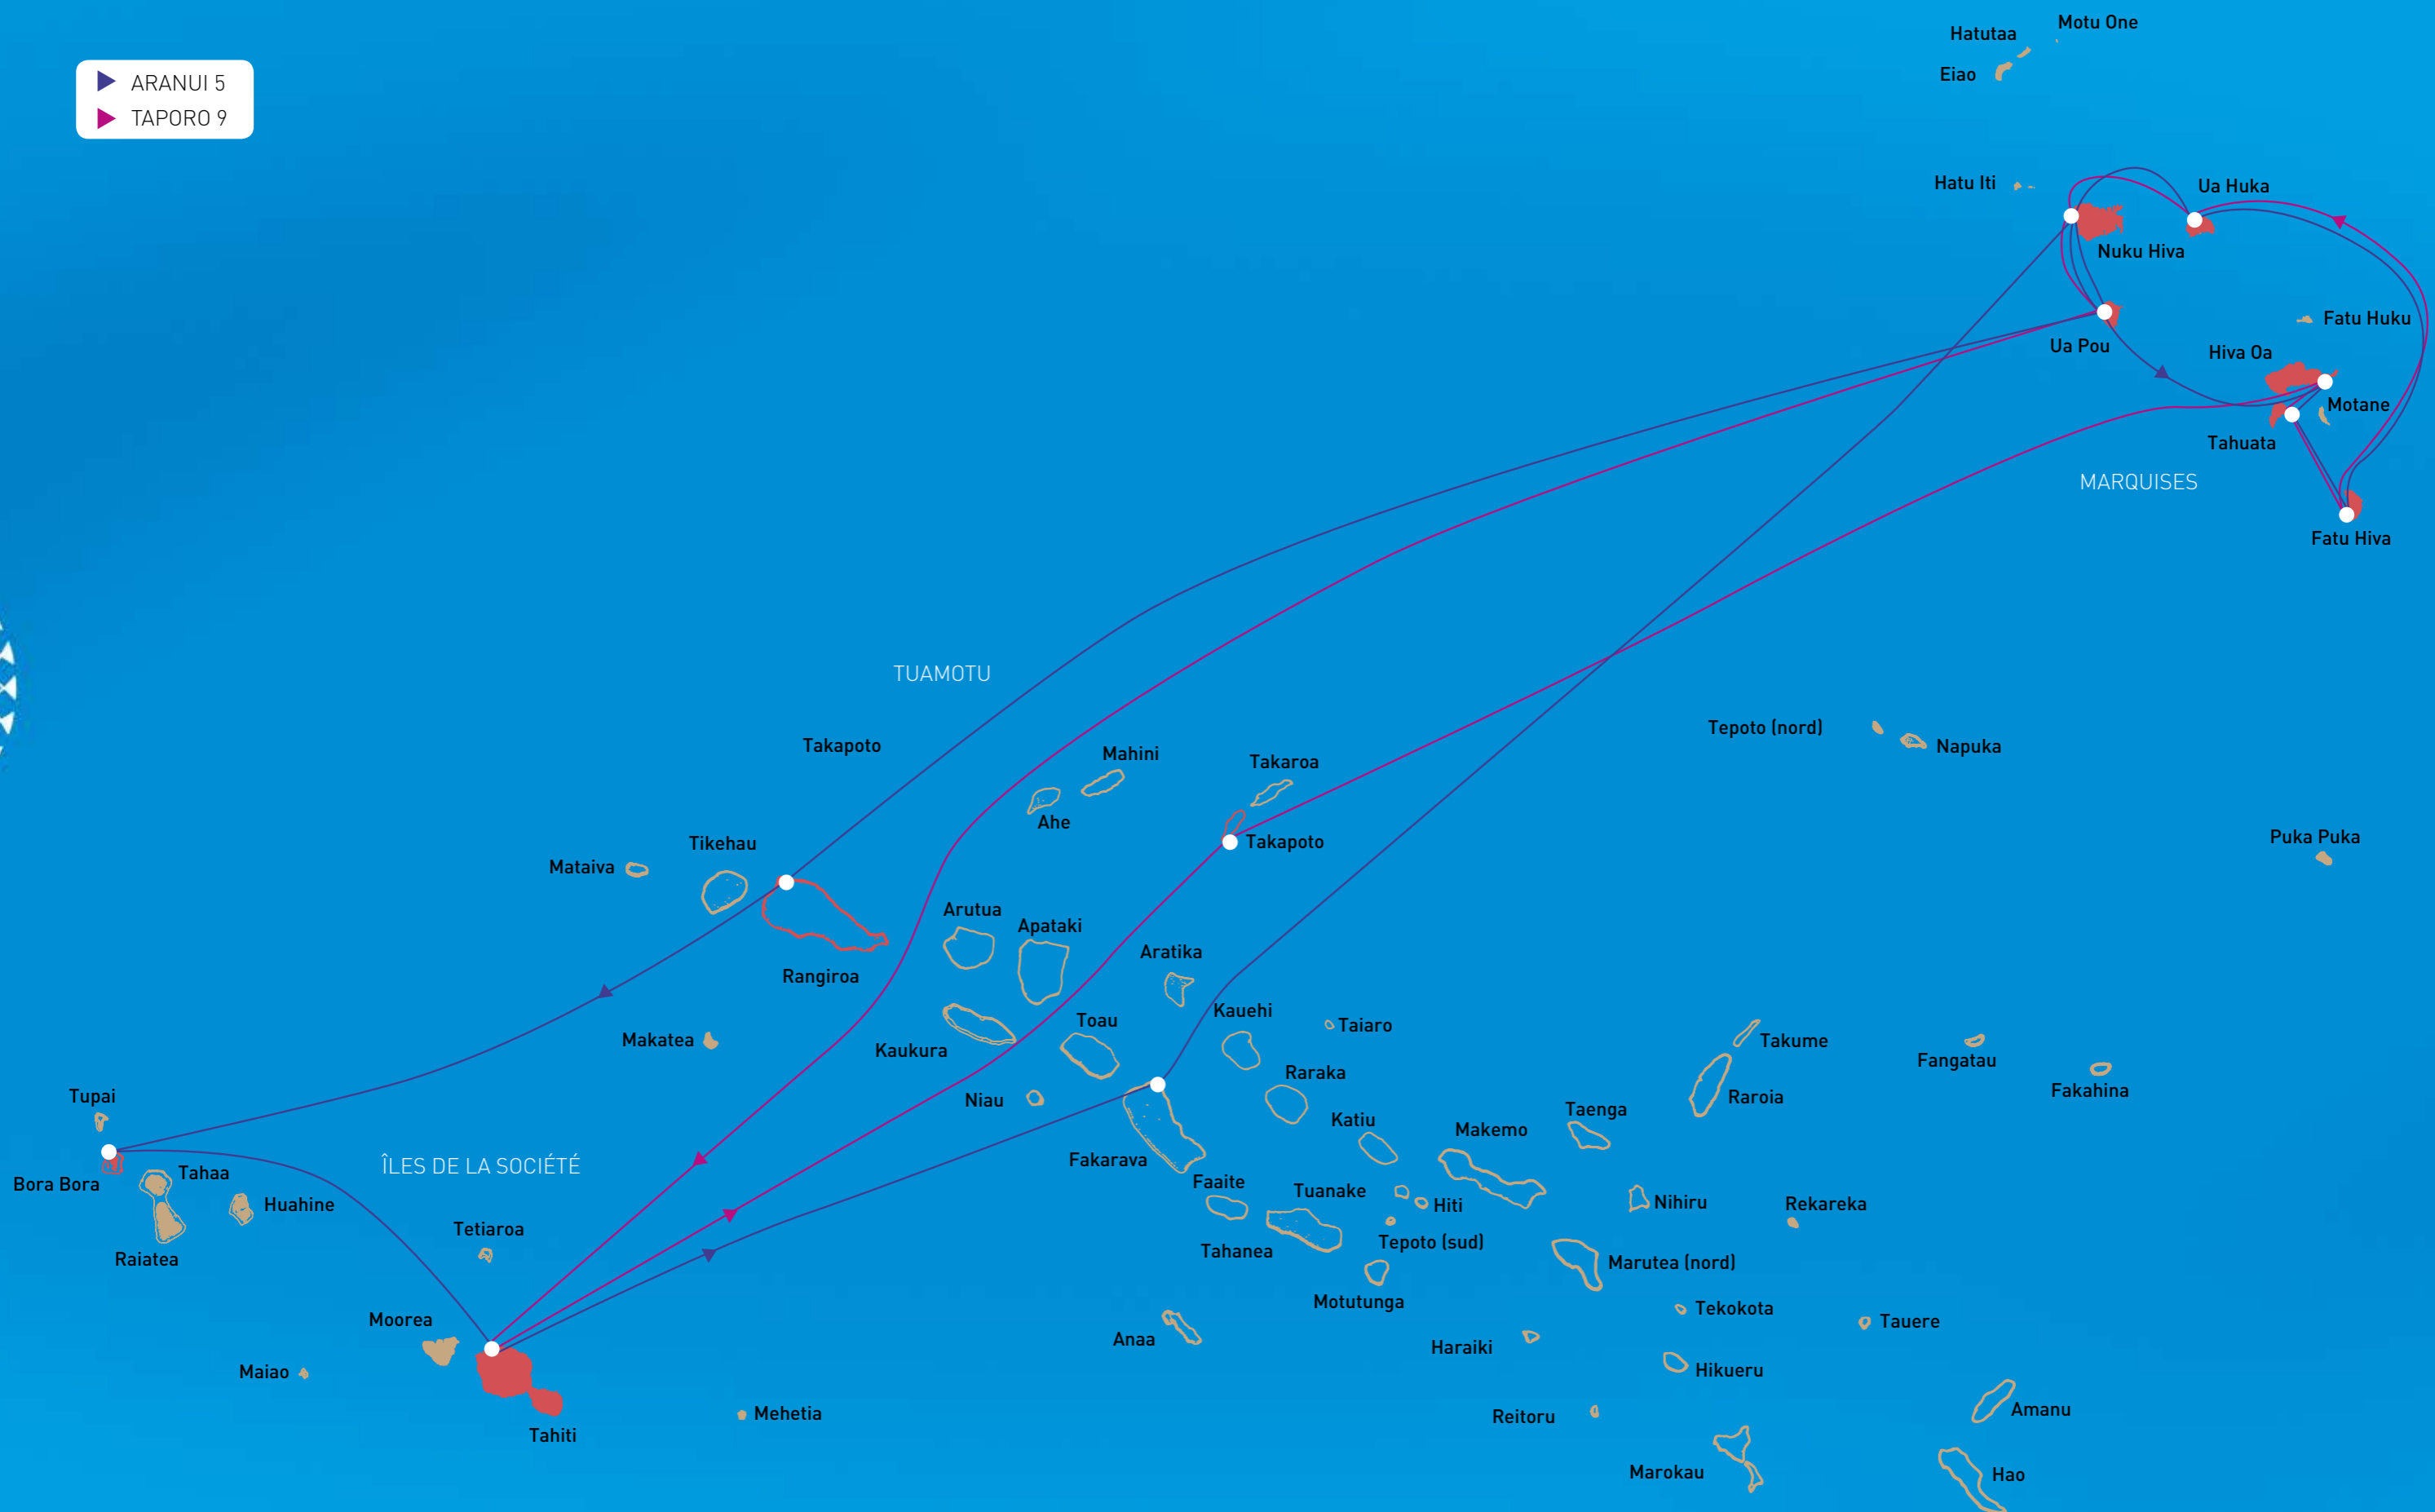 ARANUI 5
TAPORO 9
Motu One
Hatutaa
Eiao
Hatu Iti
Ua Huka
Nuku Hiva
Fatu Huku
Ua Pou
Hiva Oa
Motane
Tahuata
MARQUISES
Fatu Hiva
TUAMOTU
Takapoto
Mahini
Takaroa
Tepoto (nord)
Napuka
Ahe
Takapoto
Puka Puka
Tikehau
Mataiva
Arutua
Apataki
Aratika
Rangiroa
Kauehi
Toau
Taiaro
Makatea
Kaukura
Takume
Fangatau
Raraka
Fakahina
Tupai
Niau
Raroia
Taenga
Katiu
Makemo
Fakarava
ÎLES DE LA SOCIÉTÉ
Tahaa
Bora Bora
Faaite
Tuanake
Hiti
Nihiru
Rekareka
Huahine
Tetiaroa
Tepoto (sud)
Tahanea
Raiatea
Marutea (nord)
Motutunga
Tekokota
Moorea
Tauere
Anaa
Haraiki
Maiao
Hikueru
Amanu
Mehetia
Reitoru
Tahiti
Marokau
Hao